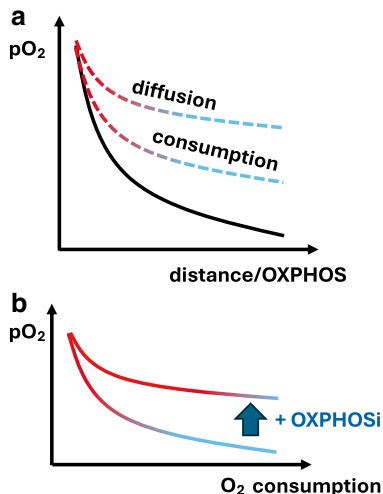 a
pO₂
diffusion
consumption
distance/OXPHOS
b
pO₂
+ OXPHOSi
O₂ consumption